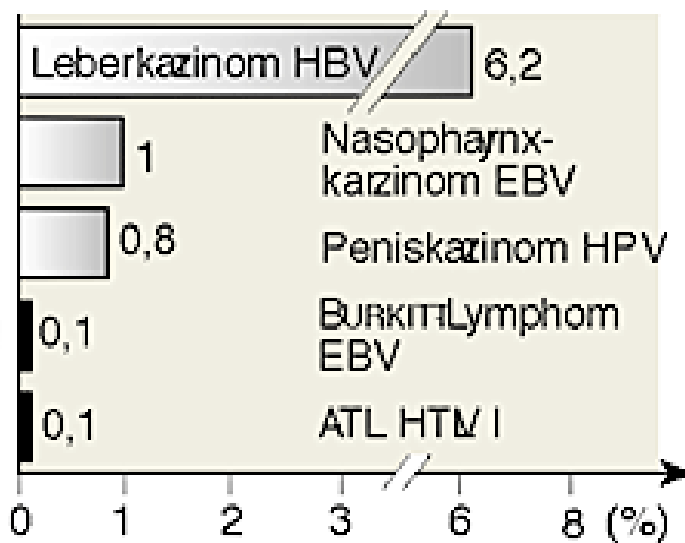 Leberkazinom HBV 6,2
1 Nasopharynx-
karzinom EBV
0,8 Peniskazinom HPV
0,1 BURKITT-Lymphom
EBV
0,1 ATL HTLV I
0 1 2 3 6 8 (%)